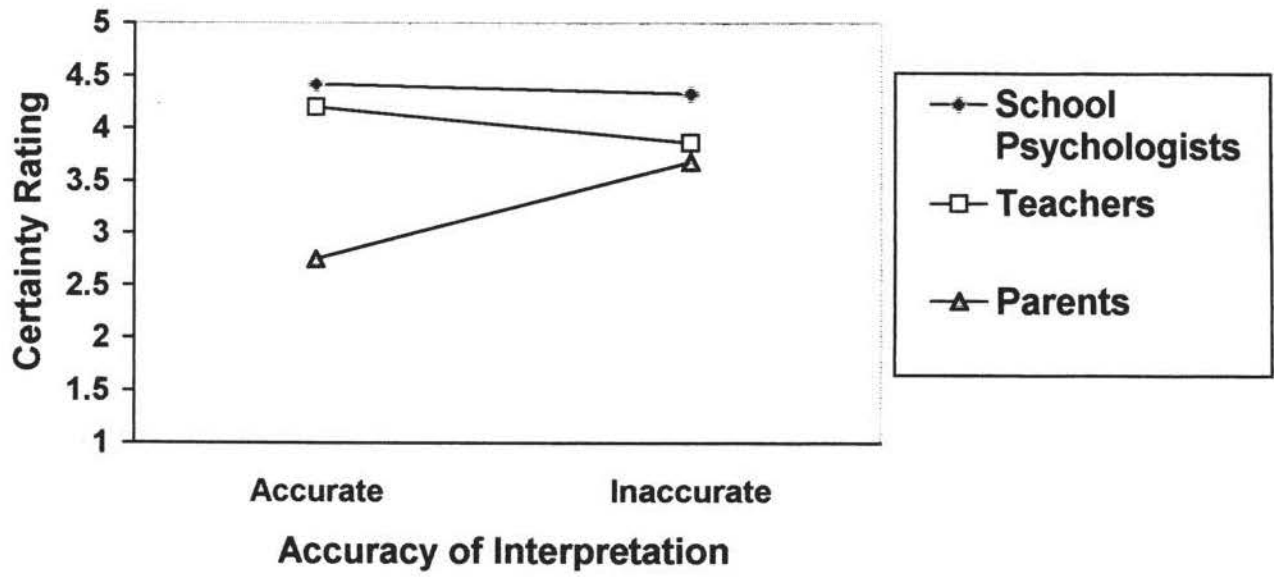 5
4.5
4
3.5
3
2.5
2
1.5
1
Certainty Rating
Accurate
Inaccurate
Accuracy of Interpretation
School
Psychologists
Teachers
Parents